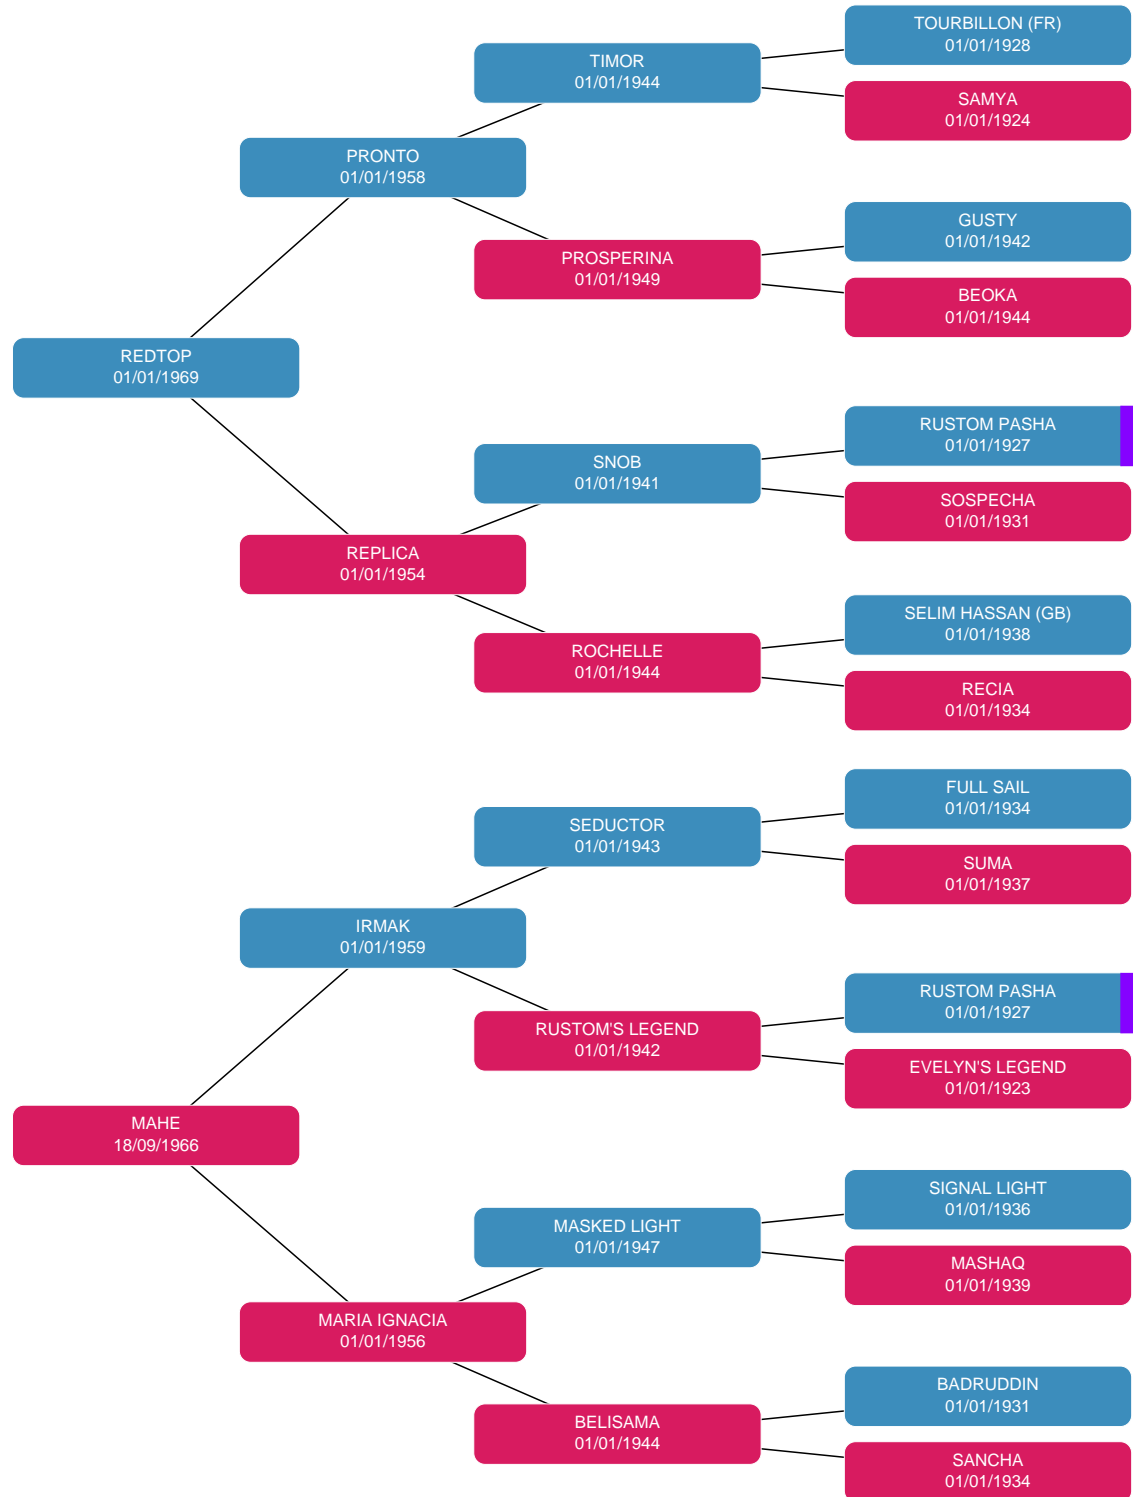 TOURBILLON (FR)
01/01/1928
TIMOR
01/01/1944
SAMYA
01/01/1924
PRONTO
01/01/1958
GUSTY
01/01/1942
PROSPERINA
01/01/1949
BEOKA
01/01/1944
REDTOP
01/01/1969
RUSTOM PASHA
01/01/1927
SNOB
01/01/1941
SOSPECHA
01/01/1931
REPLICA
01/01/1954
SELIM HASSAN (GB)
01/01/1938
ROCHELLE
01/01/1944
RECIA
01/01/1934
FULL SAIL
01/01/1934
SEDUCTOR
01/01/1943
SUMA
01/01/1937
IRMAK
01/01/1959
RUSTOM PASHA
01/01/1927
RUSTOM'S LEGEND
01/01/1942
EVELYN'S LEGEND
01/01/1923
MAHE
18/09/1966
SIGNAL LIGHT
01/01/1936
MASKED LIGHT
01/01/1947
MASHAQ
01/01/1939
MARIA IGNACIA
01/01/1956
BADRUDDIN
01/01/1931
BELISAMA
01/01/1944
SANCHA
01/01/1934